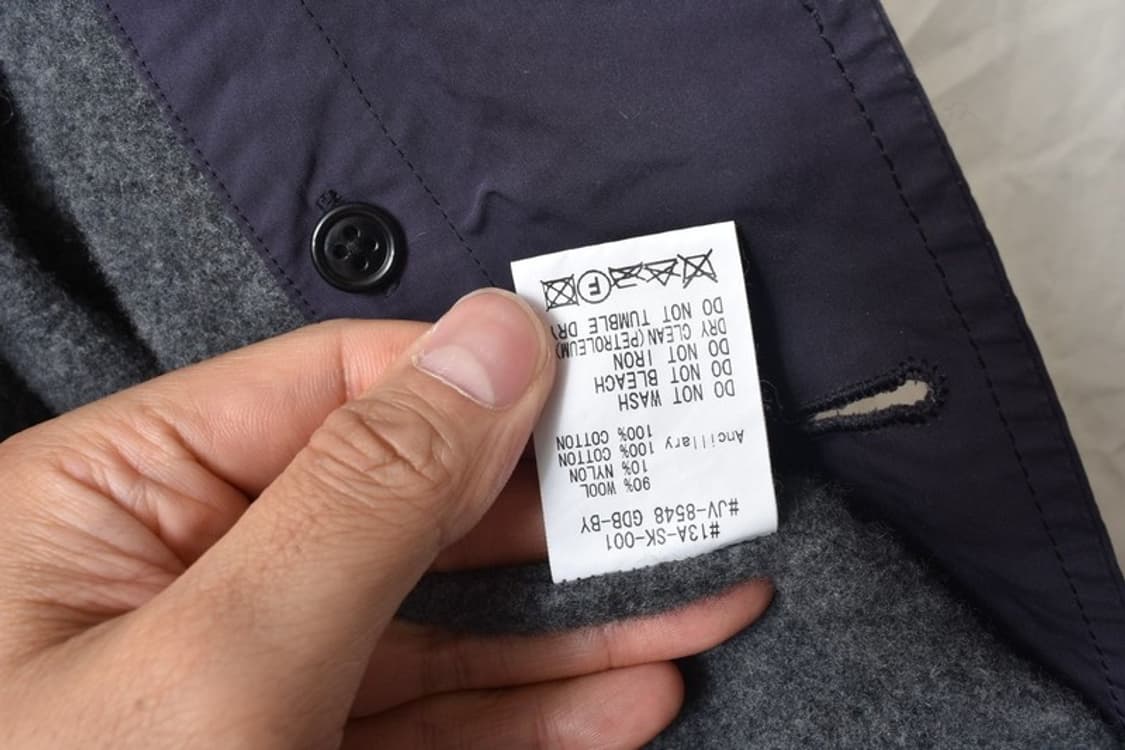 #13A-SK-001
#JV-8548 GDB-BY
90% WOOL
10% NYLON
100% COTTON
Ancillary 100% COTTON
DO NOT WASH
DO NOT BLEACH
DO NOT IRON
DRY CLEAN(PETROLEUM)
DO NOT TUMBLE DRY
F